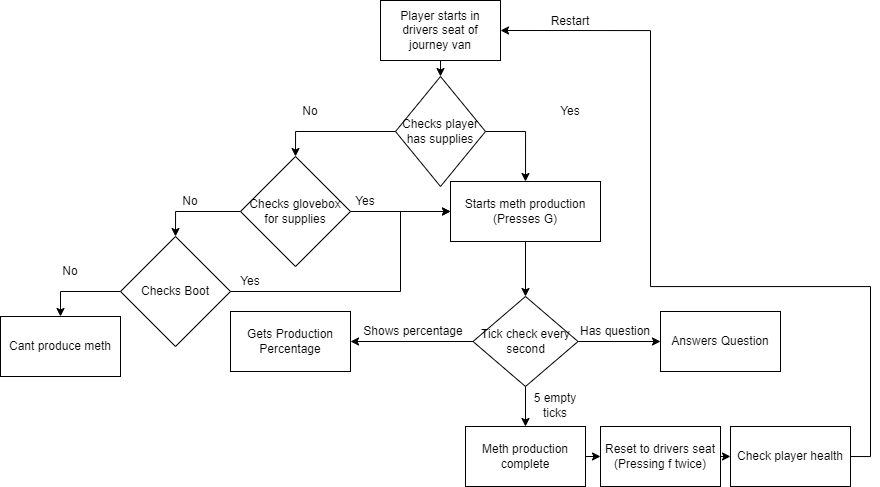 Player starts in
drivers seat of
journey van
Restart
No
Yes
Checks player
has supplies
No
Checks glovebox
for supplies
Yes
Starts meth production
(Presses G)
No
Checks Boot
Yes
Cant produce meth
Gets Production
Percentage
Shows percentage
Tick check every
second
Has question
Answers Question
5 empty
ticks
Meth production
complete
Reset to drivers seat
(Pressing f twice)
Check player health